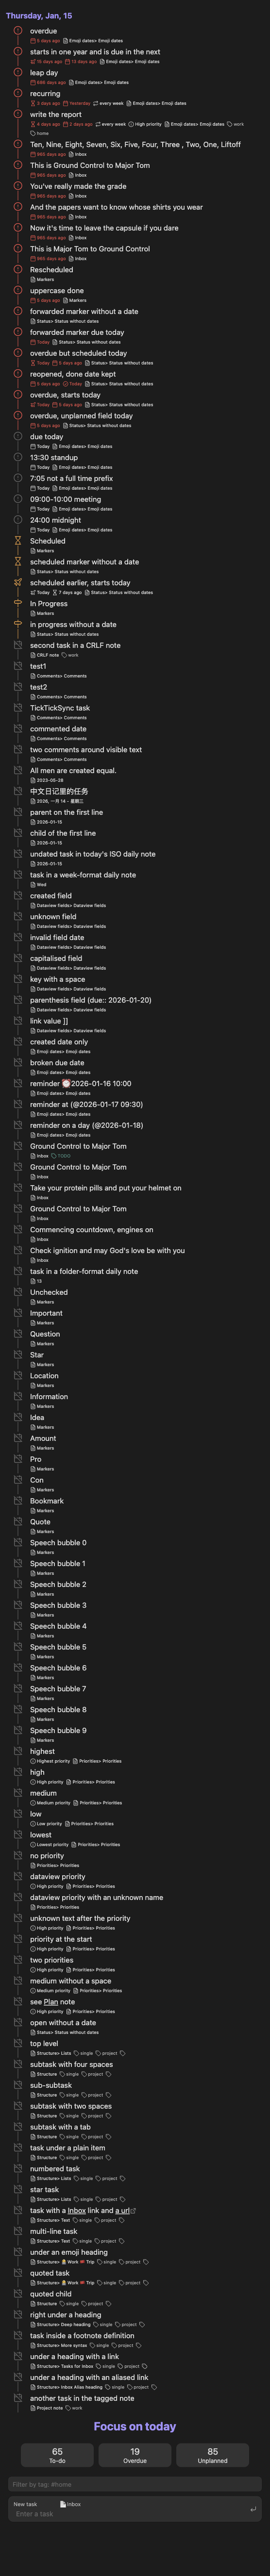 Thursday, Jan, 15
overdue
5 days ago Emoji dates> Emoji dates
starts in one year and is due in the next
15 days ago 13 days ago Emoji dates> Emoji dates
leap day
686 days ago Emoji dates> Emoji dates
recurring
3 days ago Yesterday every week Emoji dates> Emoji dates
write the report
4 days ago 2 days ago every week High priority Emoji dates> Emoji dates work
home
Ten, Nine, Eight, Seven, Six, Five, Four, Three , Two, One, Liftoff
965 days ago Inbox
This is Ground Control to Major Tom
965 days ago Inbox
You've really made the grade
965 days ago Inbox
And the papers want to know whose shirts you wear
965 days ago Inbox
Now it's time to leave the capsule if you dare
965 days ago Inbox
This is Major Tom to Ground Control
965 days ago Inbox
Rescheduled
Markers
uppercase done
5 days ago Markers
forwarded marker without a date
Status> Status without dates
forwarded marker due today
Today Status> Status without dates
overdue but scheduled today
Today 5 days ago Status> Status without dates
reopened, done date kept
5 days ago Today Status> Status without dates
overdue, starts today
Today 5 days ago Status> Status without dates
overdue, unplanned field today
5 days ago Status> Status without dates
due today
Today Emoji dates> Emoji dates
13:30 standup
Today Emoji dates> Emoji dates
7:05 not a full time prefix
Today Emoji dates> Emoji dates
09:00-10:00 meeting
Today Emoji dates> Emoji dates
24:00 midnight
Today Emoji dates> Emoji dates
Scheduled
Markers
scheduled marker without a date
Status> Status without dates
scheduled earlier, starts today
Today 7 days ago Status> Status without dates
In Progress
Markers
in progress without a date
Status> Status without dates
second task in a CRLF note
CRLF note work
test1
Comments> Comments
test2
Comments> Comments
TickTickSync task
Comments> Comments
commented date
Comments> Comments
two comments around visible text
Comments> Comments
All men are created equal.
2023-05-28
中文日记里的任务
2026, 一月 14 - 星期三
parent on the first line
2026-01-15
child of the first line
2026-01-15
undated task in today's ISO daily note
2026-01-15
task in a week-format daily note
Wed
created field
Dataview fields> Dataview fields
unknown field
Dataview fields> Dataview fields
invalid field date
Dataview fields> Dataview fields
capitalised field
Dataview fields> Dataview fields
key with a space
Dataview fields> Dataview fields
parenthesis field (due:: 2026-01-20)
Dataview fields> Dataview fields
link value ]]
Dataview fields> Dataview fields
created date only
Emoji dates> Emoji dates
broken due date
Emoji dates> Emoji dates
reminder ⏰2026-01-16 10:00
Emoji dates> Emoji dates
reminder at (@2026-01-17 09:30)
Emoji dates> Emoji dates
reminder on a day (@2026-01-18)
Emoji dates> Emoji dates
Ground Control to Major Tom
Inbox TODO
Ground Control to Major Tom
Inbox
Take your protein pills and put your helmet on
Inbox
Ground Control to Major Tom
Inbox
Commencing countdown, engines on
Inbox
Check ignition and may God's love be with you
Inbox
task in a folder-format daily note
13
Unchecked
Markers
Important
Markers
Question
Markers
Star
Markers
Location
Markers
Information
Markers
Idea
Markers
Amount
Markers
Pro
Markers
Con
Markers
Bookmark
Markers
Quote
Markers
Speech bubble 0
Markers
Speech bubble 1
Markers
Speech bubble 2
Markers
Speech bubble 3
Markers
Speech bubble 4
Markers
Speech bubble 5
Markers
Speech bubble 6
Markers
Speech bubble 7
Markers
Speech bubble 8
Markers
Speech bubble 9
Markers
highest
Highest priority Priorities> Priorities
high
High priority Priorities> Priorities
medium
Medium priority Priorities> Priorities
low
Low priority Priorities> Priorities
lowest
Lowest priority Priorities> Priorities
no priority
Priorities> Priorities
dataview priority
High priority Priorities> Priorities
dataview priority with an unknown name
Priorities> Priorities
unknown text after the priority
High priority Priorities> Priorities
priority at the start
High priority Priorities> Priorities
two priorities
High priority Priorities> Priorities
medium without a space
Medium priority Priorities> Priorities
see Plan note
High priority Priorities> Priorities
open without a date
Status> Status without dates
top level
Structure> Lists single project
subtask with four spaces
Structure single project
sub-subtask
Structure single project
subtask with two spaces
Structure single project
subtask with a tab
Structure single project
task under a plain item
Structure single project
numbered task
Structure> Lists single project
star task
Structure> Lists single project
task with a Inbox link and a url
Structure> Text single project
multi-line task
Structure> Text single project
under an emoji heading
Structure> Work Trip single project
quoted task
Structure> Work Trip single project
quoted child
Structure single project
right under a heading
Structure> Deep heading single project
task inside a footnote definition
Structure> More syntax single project
under a heading with a link
Structure> Tasks for Inbox single project
under a heading with an aliased link
Structure> Inbox Alias heading single project
another task in the tagged note
Project note work
Focus on today
65 19 85
To-do Overdue Unplanned
Filter by tag: #home
New task Inbox
Enter a task